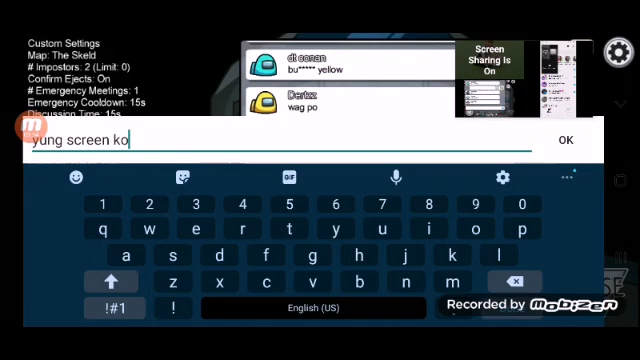 Custom Settings
Map: The Skeld
# Impostors: 2 (Limit: 0)
Confirm Ejects: On
# Emergency Meetings: 1
Emergency Cooldown: 15s
Discussion Time: 15s
dt conan
bu***** yellow
Dertzz
wag po
Screen
Sharing Is
On
yung screen ko
OK
GIF
1 2 3 4 5 6 7 8 9 0
q w e r t y u i o p
a s d f g h j k l
z x c v b n m
!#1 ! English (US)
Recorded by Mobizen